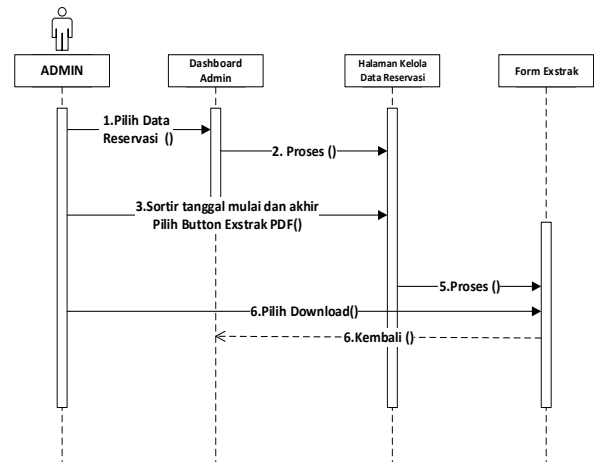 ADMIN
Dashboard
Admin
Halaman Kelola
Data Reservasi
Form Exstrak
1.Pilih Data
Reservasi ()
2. Proses ()
3.Sortir tanggal mulai dan akhir
Pilih Button Exstrak PDF()
5.Proses ()
6.Pilih Download()
6.Kembali ()